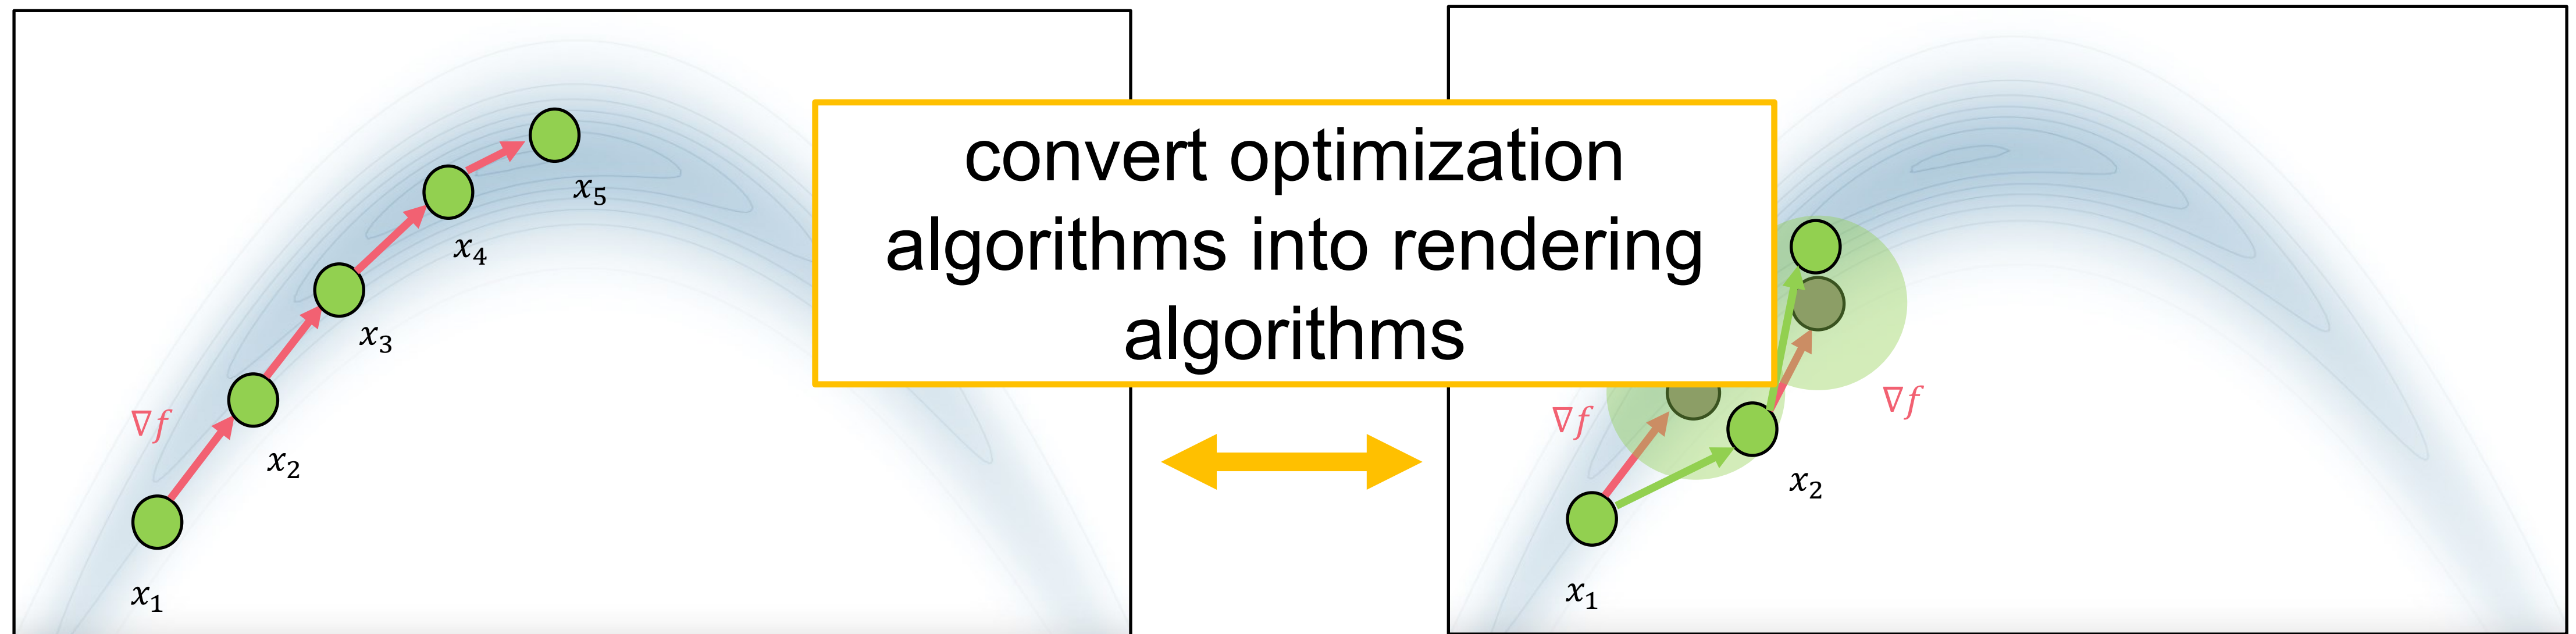 convert optimization
algorithms into rendering
algorithms
x₅
x₄
x₃
∇f
x₂
x₁
∇f
∇f
x₂
x₁